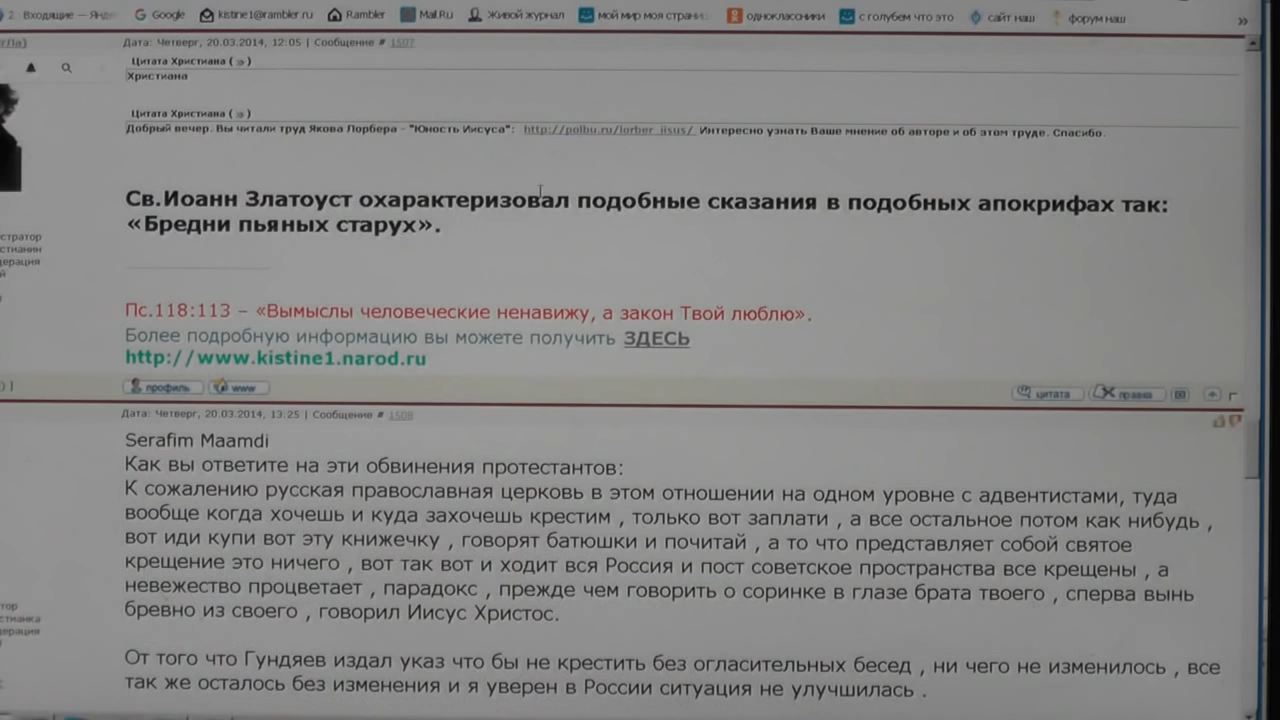 2 Входящие — Янде
Google
kistine1@rambler.ru
Rambler
Mail.Ru
Живой журнал
мой мир моя страни
одноклассники
с голубем что это
сайт наш
форум наш
»
Дата: Четверг, 20.03.2014, 12:05 | Сообщение # 1507
Цитата Христиана ( )
Христиана
Цитата Христиана ( )
Добрый вечер. Вы читали труд Якова Лорбера - "Юность Иисуса": http://polbu.ru/lorber_iisus/ Интересно узнать Ваше мнение об авторе и об этом труде. Спасибо.
Св.Иоанн Златоуст охарактеризовал подобные сказания в подобных апокрифах так:
«Бредни пьяных старух».
стратор
стианин
дерация
й
Пс.118:113 – «Вымыслы человеческие ненавижу, а закон Твой люблю».
Более подробную информацию вы можете получить ЗДЕСЬ
http://www.kistine1.narod.ru
профиль
www
цитата
правка
Дата: Четверг, 20.03.2014, 13:25 | Сообщение # 1508
Serafim Maamdi
Как вы ответите на эти обвинения протестантов:
К сожалению русская православная церковь в этом отношении на одном уровне с адвентистами, туда
вообще когда хочешь и куда захочешь крестим , только вот заплати , а все остальное потом как нибудь ,
вот иди купи вот эту книжечку , говорят батюшки и почитай , а то что представляет собой святое
крещение это ничего , вот так вот и ходит вся Россия и пост советское пространства все крещены , а
невежество процветает , парадокс , прежде чем говорить о соринке в глазе брата твоего , сперва вынь
бревно из своего , говорил Иисус Христос.
тор
стианка
дерация
От того что Гундяев издал указ что бы не крестить без огласительных бесед , ни чего не изменилось , все
так же осталось без изменения и я уверен в России ситуация не улучшилась .